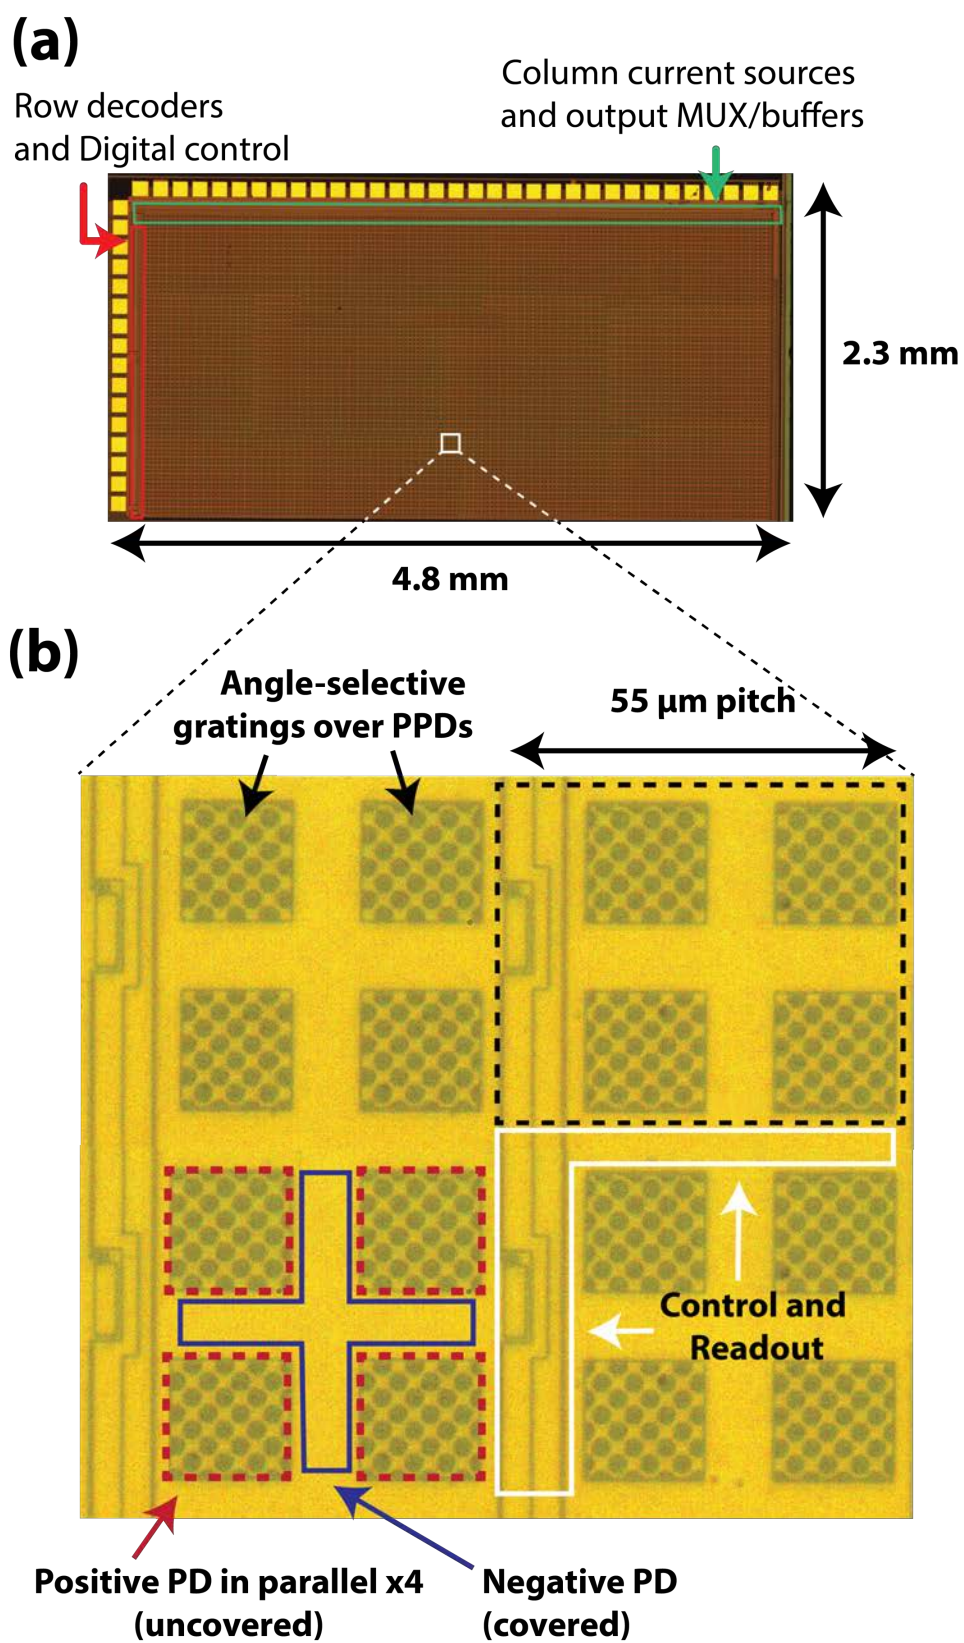 (a)
Row decoders
and Digital control
Column current sources
and output MUX/buffers
2.3 mm
4.8 mm
(b)
Angle-selective
gratings over PPDs
55 μm pitch
Control and
Readout
Positive PD in parallel x4
(uncovered)
Negative PD
(covered)